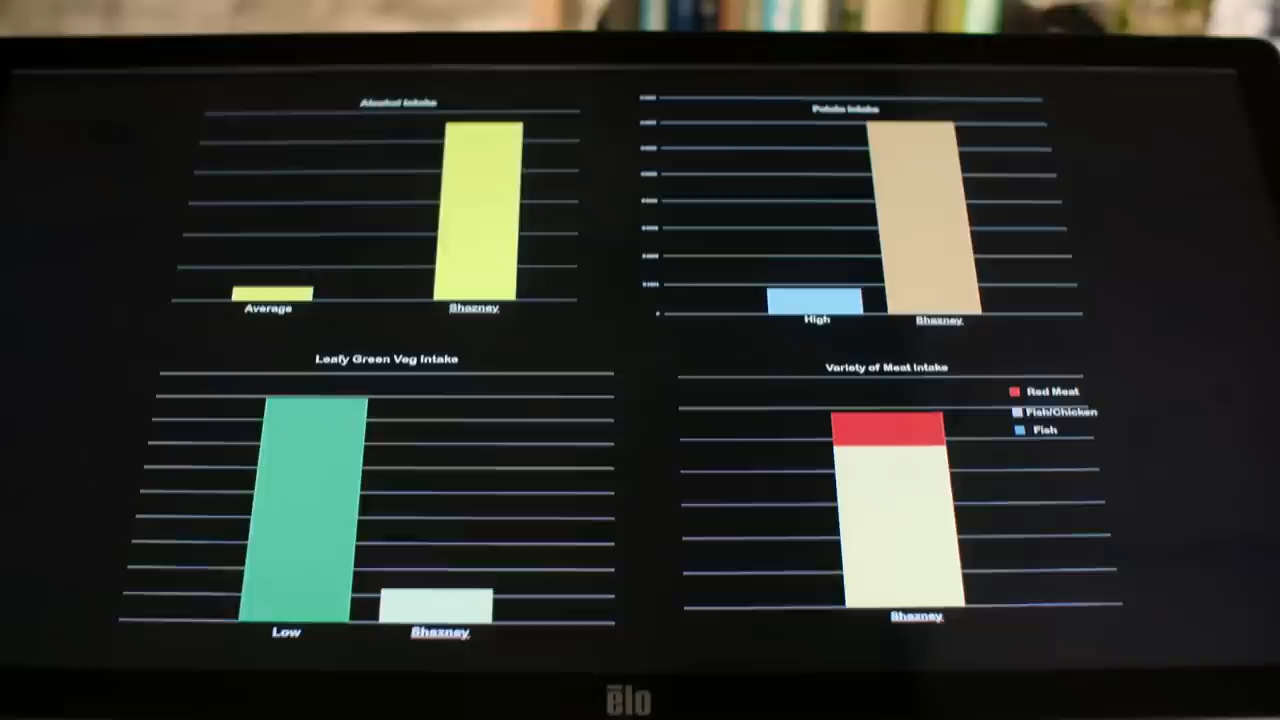 Alcohol Intake
Average
Shazney
Potato Intake
High
Shazney
Leafy Green Veg Intake
Low
Shazney
Variety of Meat Intake
Red Meat
Fish/Chicken
Fish
Shazney
ēlo